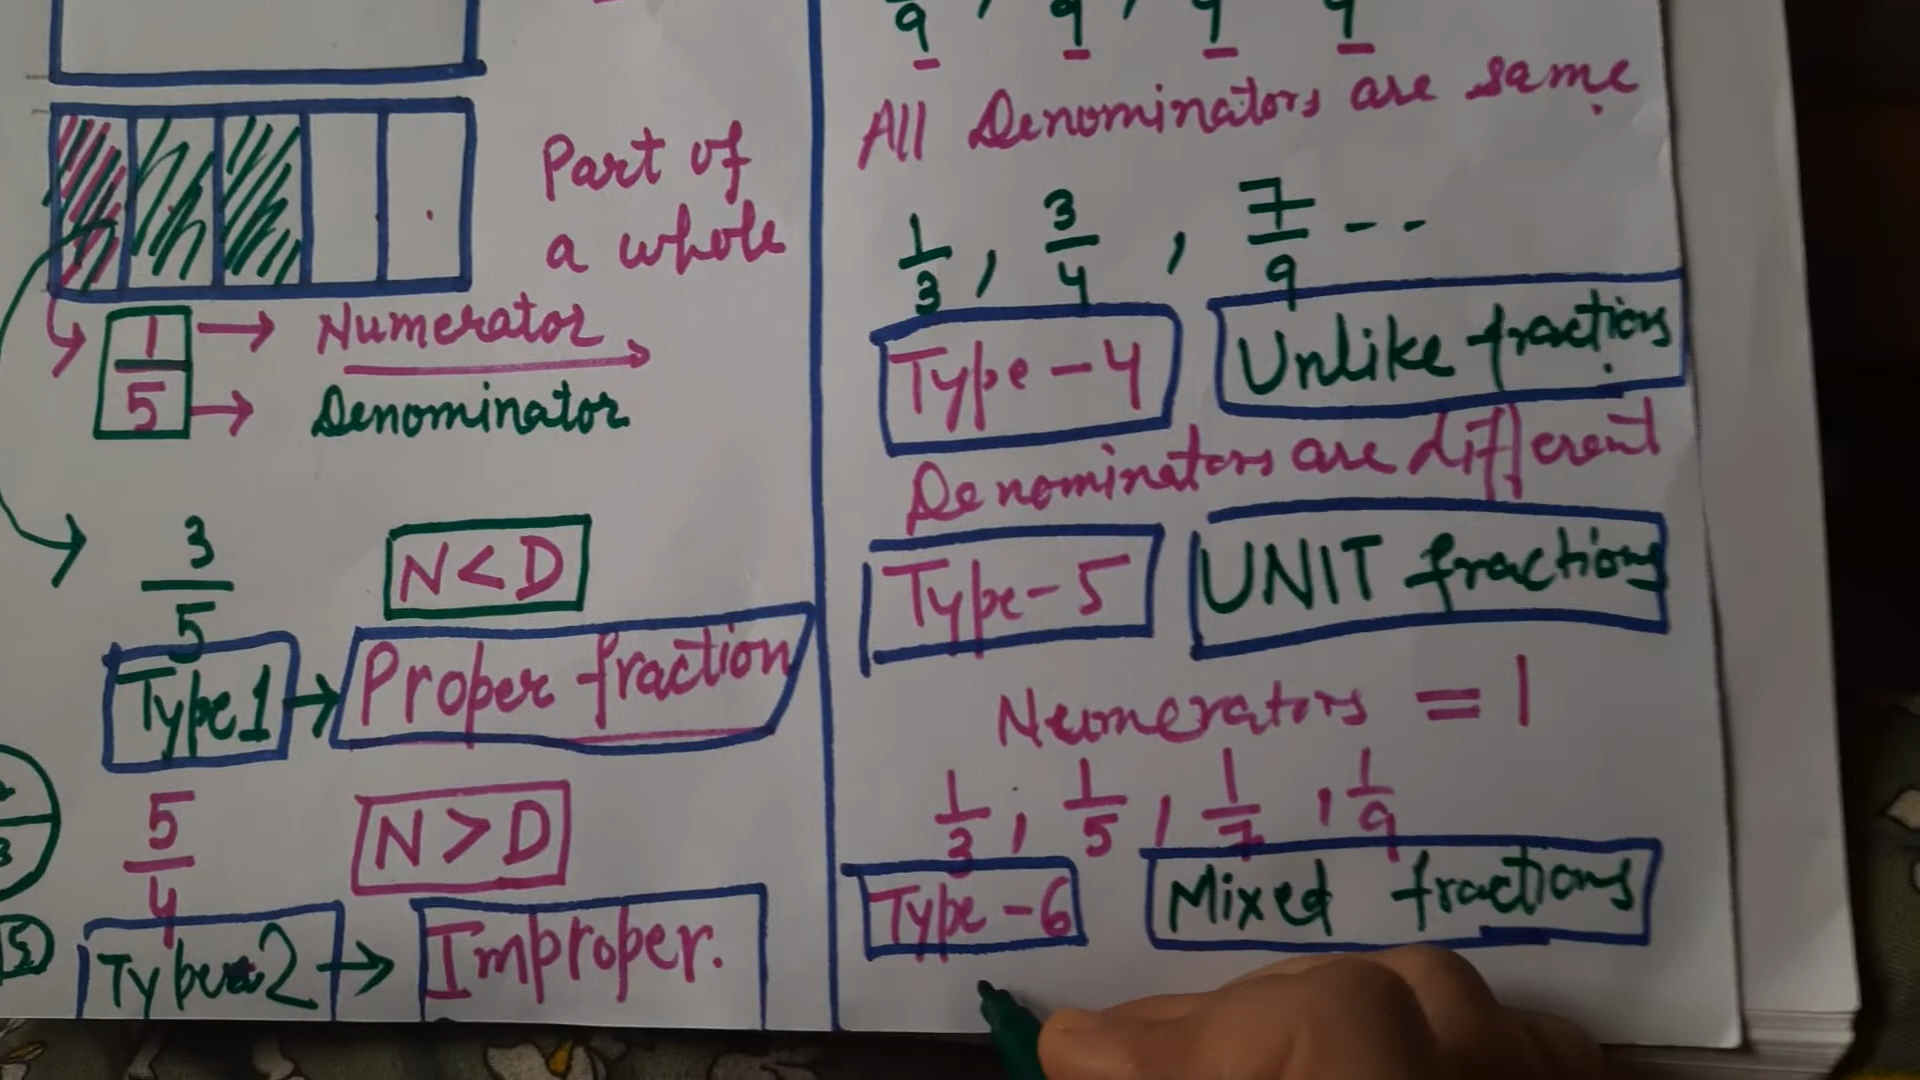 Part of
a whole
1/5 → Numerator
→ Denominator
3/5
N<D
Type 1 → Proper fraction
5/4
N>D
Type 2 → Improper.
9, 9, 9, 9
All Denominators are same
1/3, 3/4, 7/9 - - -
Type-4 Unlike fractions
Denominators are different
Type-5 UNIT fractions
Numerators = 1
1/3, 1/5, 1/7, 1/9
Type-6 Mixed fractions